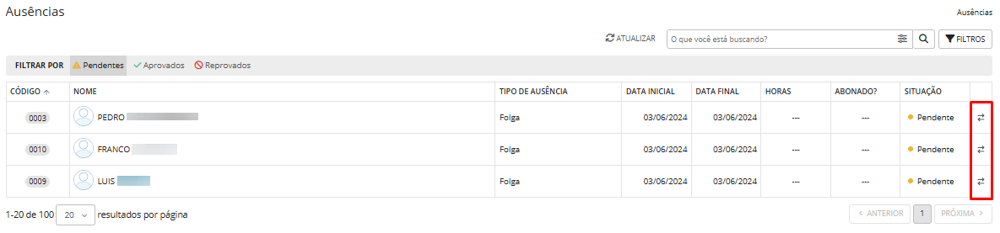 Ausências
Ausências
ATUALIZAR O que você está buscando? FILTROS
FILTRAR POR Pendentes Aprovados Reprovados
CÓDIGO NOME TIPO DE AUSÊNCIA DATA INICIAL DATA FINAL HORAS ABONADO? SITUAÇÃO
0003 PEDRO Folga 03/06/2024 03/06/2024 --- --- Pendente
0010 FRANCO Folga 03/06/2024 03/06/2024 --- --- Pendente
0009 LUIS Folga 03/06/2024 03/06/2024 --- --- Pendente
1-20 de 100 20 resultados por página ANTERIOR 1 PRÓXIMA